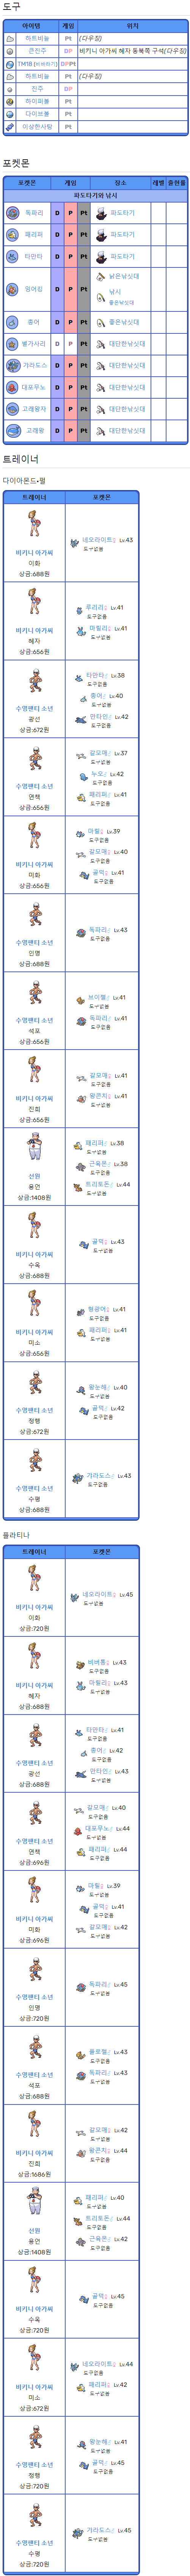 도구
아이템 게임 위치
하트비늘 Pt (다우징)
큰진주 DP 비키니 아가씨 혜자 동북쪽 구석(다우징)
하트비늘 Pt (다우징)
진주 DP
하이퍼볼 Pt
다이브볼 Pt
이상한사탕 Pt
포켓몬
포켓몬 게임 장소 레벨 출현율
파도타기와 낚시
독파리 D P Pt 파도타기
패리퍼 D P Pt 파도타기
타만타 D P Pt 파도타기
잉어킹 D P Pt 낡은낚싯대
낚시
좋은낚싯대
총어 D P Pt 좋은낚싯대
별가사리 D P Pt 대단한낚싯대
갸라도스 D P Pt 대단한낚싯대
대포무노 D P Pt 대단한낚싯대
고래왕자 D P Pt 대단한낚싯대
고래왕 D P Pt 대단한낚싯대
트레이너
다이아몬드•펄
트레이너 포켓몬
비키니 아가씨
이화
상금:688원
네오라이트♀ Lv.43
도구없음
비키니 아가씨
혜자
상금:656원
루리리♀ Lv.41
도구없음
마릴리♀ Lv.41
도구없음
수영팬티 소년
광선
상금:672원
타만타♂ Lv.38
도구없음
총어♂ Lv.40
도구없음
만타인♂ Lv.42
도구없음
수영팬티 소년
면책
상금:656원
갈모매♂ Lv.37
도구없음
누오♂ Lv.42
도구없음
패리퍼♂ Lv.41
도구없음
비키니 아가씨
미화
상금:656원
마릴♀ Lv.39
도구없음
갈모매♀ Lv.40
도구없음
골덕♀ Lv.41
도구없음
수영팬티 소년
인명
상금:688원
독파리♂ Lv.43
도구없음
수영팬티 소년
석포
상금:656원
브이젤♂ Lv.41
도구없음
독파리♂ Lv.41
도구없음
비키니 아가씨
진희
상금:656원
갈모매♀ Lv.41
도구없음
왕콘치♀ Lv.41
도구없음
선원
용언
상금:1408원
패리퍼♂ Lv.38
도구없음
근육몬♂ Lv.38
도구없음
트리토돈♂ Lv.44
도구없음
비키니 아가씨
수옥
상금:688원
골덕♀ Lv.43
도구없음
비키니 아가씨
미소
상금:656원
형광어♀ Lv.41
도구없음
패리퍼♀ Lv.41
도구없음
수영팬티 소년
정행
상금:672원
왕눈해♂ Lv.40
도구없음
골덕♂ Lv.42
도구없음
수영팬티 소년
수평
상금:688원
갸라도스♂ Lv.43
도구없음
플라티나
트레이너 포켓몬
비키니 아가씨
이화
상금:720원
네오라이트♀ Lv.45
도구없음
비키니 아가씨
혜자
상금:688원
비버통♀ Lv.43
도구없음
마릴리♀ Lv.43
도구없음
수영팬티 소년
광선
상금:688원
타만타♂ Lv.41
도구없음
총어♂ Lv.42
도구없음
만타인♂ Lv.43
도구없음
수영팬티 소년
면책
상금:696원
갈모매♂ Lv.40
도구없음
대포무노♂ Lv.44
도구없음
패리퍼♂ Lv.44
도구없음
비키니 아가씨
미화
상금:696원
마릴♀ Lv.39
도구없음
골덕♀ Lv.41
도구없음
갈모매♀ Lv.42
도구없음
수영팬티 소년
인명
상금:720원
독파리♂ Lv.45
도구없음
수영팬티 소년
석포
상금:688원
플로젤♂ Lv.43
도구없음
독파리♂ Lv.43
도구없음
비키니 아가씨
진희
상금:1686원
갈모매♀ Lv.42
도구없음
왕콘치♀ Lv.44
도구없음
선원
용언
상금:1408원
패리퍼♂ Lv.40
도구없음
트리토돈♂ Lv.44
도구없음
근육몬♂ Lv.42
도구없음
비키니 아가씨
수옥
상금:720원
골덕♀ Lv.45
도구없음
비키니 아가씨
미소
상금:672원
네오라이트♀ Lv.44
도구없음
패리퍼♀ Lv.42
도구없음
수영팬티 소년
정행
상금:720원
왕눈해♂ Lv.41
도구없음
골덕♂ Lv.45
도구없음
수영팬티 소년
수평
상금:720원
갸라도스♂ Lv.45
도구없음